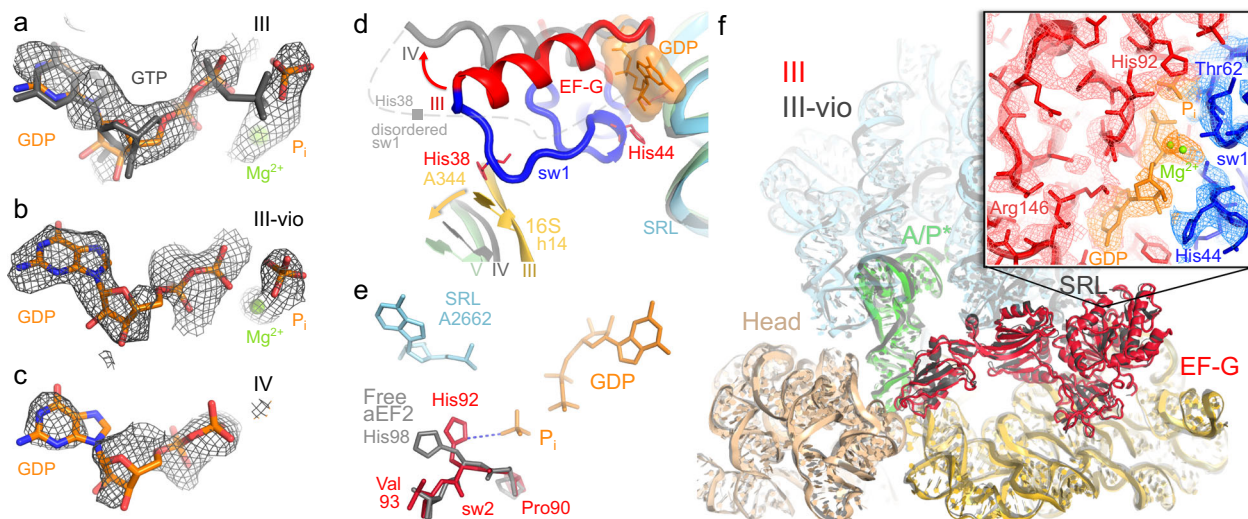 a
III
GTP
GDP
Mg2+
Pi
b
III-vio
GDP
Mg2+
Pi
c
IV
GDP
d
IV
III
His38
disordered
sw1
EF-G
GDP
His38
A344
sw1
His44
16S
h14
V
IV
III
SRL
e
SRL
A2662
GDP
Free
aEF2
His98
His92
Pi
Val
93
sw2
Pro90
f
III
III-vio
A/P*
Head
SRL
EF-G
His92
Thr62
Pi
sw1
Mg2+
Arg146
GDP
His44